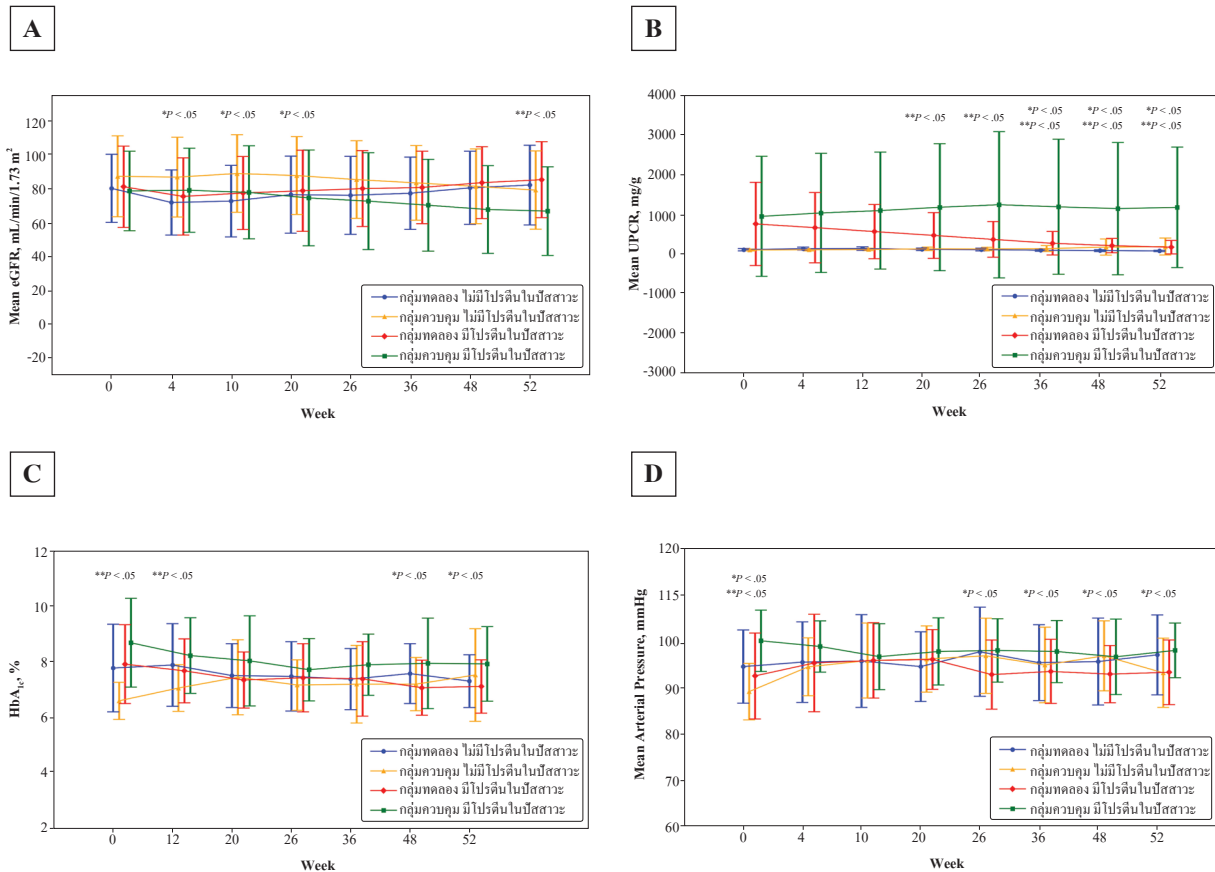 A
Mean eGFR, mL/min/1.73 m²
120
100
80
60
40
20
0
-20
*P < .05
*P < .05
*P < .05
**P < .05
กลุ่มทดลอง ไม่มีโปรตีนในปัสสาวะ
กลุ่มควบคุม ไม่มีโปรตีนในปัสสาวะ
กลุ่มทดลอง มีโปรตีนในปัสสาวะ
กลุ่มควบคุม มีโปรตีนในปัสสาวะ
0 4 10 20 26 36 48 52
Week
B
Mean UPCR, mg/g
4000
3000
2000
1000
0
-1000
-2000
-3000
*P < .05 *P < .05 *P < .05
**P < .05 **P < .05 **P < .05 **P < .05 **P < .05
กลุ่มทดลอง ไม่มีโปรตีนในปัสสาวะ
กลุ่มควบคุม ไม่มีโปรตีนในปัสสาวะ
กลุ่มทดลอง มีโปรตีนในปัสสาวะ
กลุ่มควบคุม มีโปรตีนในปัสสาวะ
0 4 12 20 26 36 48 52
Week
C
HbA1c, %
12
10
8
6
4
2
**P < .05 **P < .05 *P < .05 *P < .05
กลุ่มทดลอง ไม่มีโปรตีนในปัสสาวะ
กลุ่มควบคุม ไม่มีโปรตีนในปัสสาวะ
กลุ่มทดลอง มีโปรตีนในปัสสาวะ
กลุ่มควบคุม มีโปรตีนในปัสสาวะ
0 12 20 26 36 48 52
Week
D
Mean Arterial Pressure, mmHg
120
115
100
90
80
70
60
*P < .05
**P < .05 *P < .05 *P < .05 *P < .05 *P < .05
กลุ่มทดลอง ไม่มีโปรตีนในปัสสาวะ
กลุ่มควบคุม ไม่มีโปรตีนในปัสสาวะ
กลุ่มทดลอง มีโปรตีนในปัสสาวะ
กลุ่มควบคุม มีโปรตีนในปัสสาวะ
0 4 10 20 26 36 48 52
Week